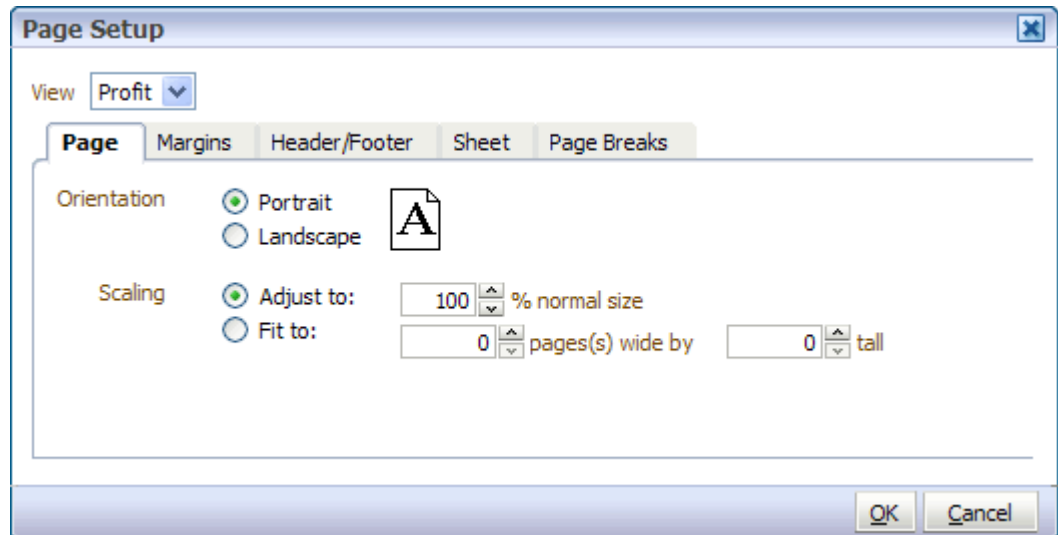 Page Setup
View Profit
Page Margins Header/Footer Sheet Page Breaks
Orientation Portrait A
Landscape
Scaling Adjust to: 100 % normal size
Fit to: 0 pages(s) wide by 0 tall
OK Cancel